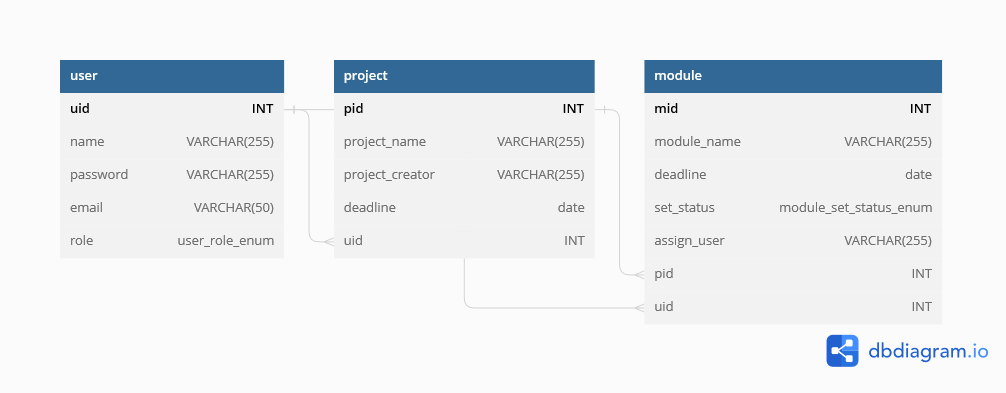 user
uid INT
name VARCHAR(255)
password VARCHAR(255)
email VARCHAR(50)
role user_role_enum
project
pid INT
project_name VARCHAR(255)
project_creator VARCHAR(255)
deadline date
uid INT
module
mid INT
module_name VARCHAR(255)
deadline date
set_status module_set_status_enum
assign_user VARCHAR(255)
pid INT
uid INT
dbdiagram.io